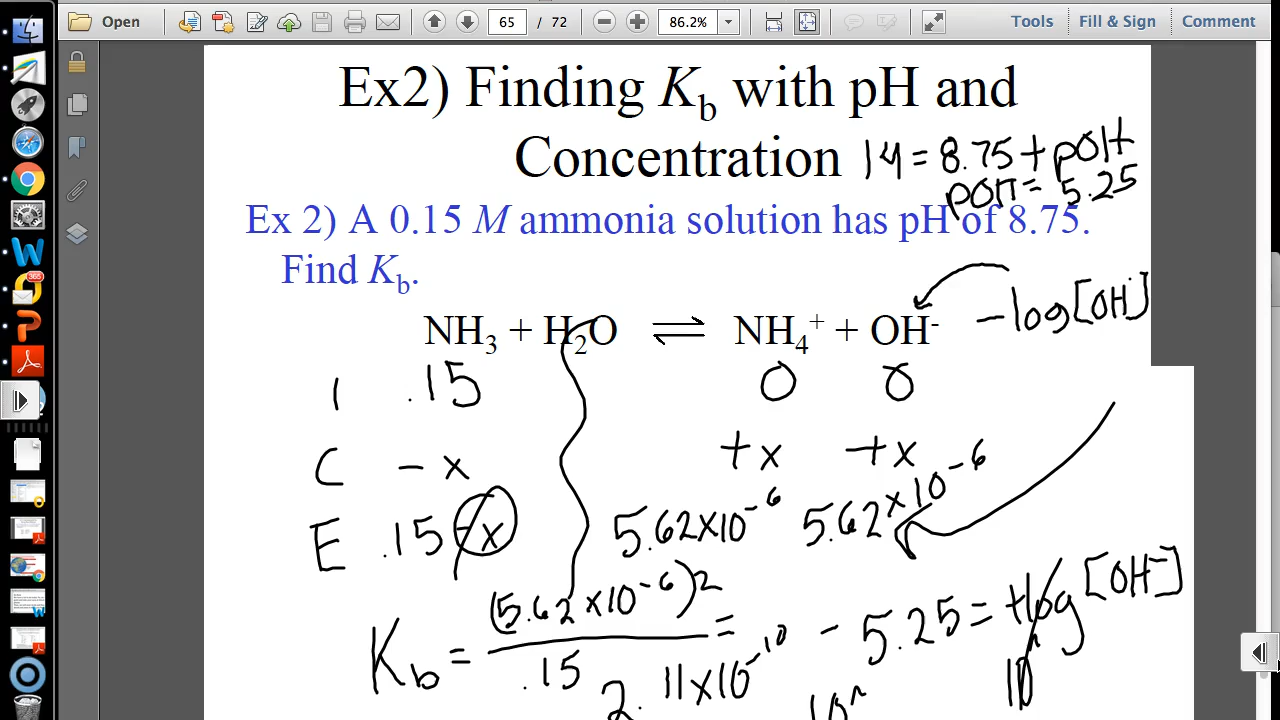 Open 65 / 72 86.2% Tools Fill & Sign Comment
Ex2) Finding Kb with pH and
Concentration
14 = 8.75 + pOH
pOH = 5.25
Ex 2) A 0.15 M ammonia solution has pH of 8.75.
Find Kb.
-log[OH-]
NH3 + H2O ⇌ NH4+ + OH-
I .15 0 0
C -x +x +x
E .15-x 5.62x10-6 5.62x10-6
Kb = (5.62x10-6)2 / .15 = 2.11x10-10
-5.25 = +log[OH-]
10^ 10^